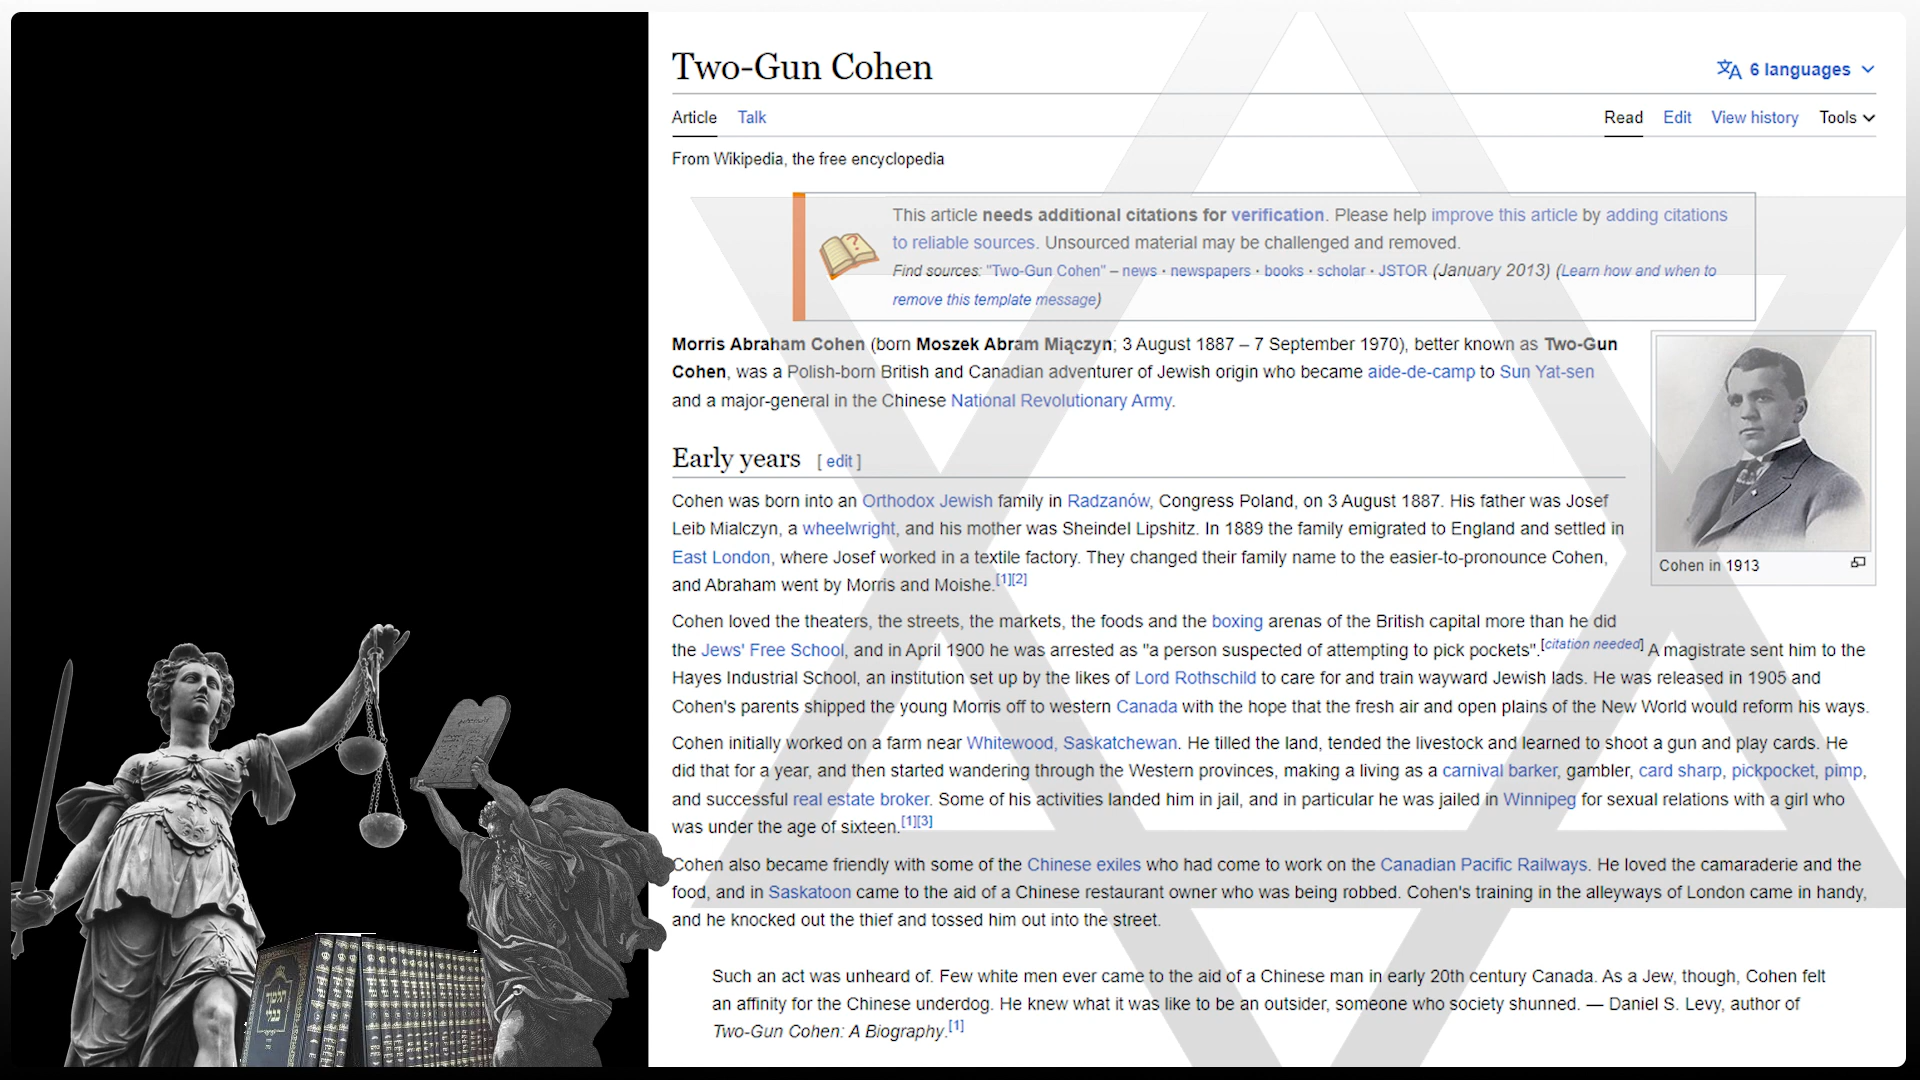 Two-Gun Cohen
6 languages
Article Talk
Read Edit View history Tools
From Wikipedia, the free encyclopedia
This article needs additional citations for verification. Please help improve this article by adding citations
to reliable sources. Unsourced material may be challenged and removed.
Find sources: "Two-Gun Cohen" – news · newspapers · books · scholar · JSTOR (January 2013) (Learn how and when to
remove this template message)
Morris Abraham Cohen (born Moszek Abram Miączyn; 3 August 1887 – 7 September 1970), better known as Two-Gun
Cohen, was a Polish-born British and Canadian adventurer of Jewish origin who became aide-de-camp to Sun Yat-sen
and a major-general in the Chinese National Revolutionary Army.
Cohen in 1913
Early years [ edit ]
Cohen was born into an Orthodox Jewish family in Radzanów, Congress Poland, on 3 August 1887. His father was Josef
Leib Mialczyn, a wheelwright, and his mother was Sheindel Lipshitz. In 1889 the family emigrated to England and settled in
East London, where Josef worked in a textile factory. They changed their family name to the easier-to-pronounce Cohen,
and Abraham went by Morris and Moishe.[1][2]
Cohen loved the theaters, the streets, the markets, the foods and the boxing arenas of the British capital more than he did
the Jews' Free School, and in April 1900 he was arrested as "a person suspected of attempting to pick pockets".[citation needed] A magistrate sent him to the
Hayes Industrial School, an institution set up by the likes of Lord Rothschild to care for and train wayward Jewish lads. He was released in 1905 and
Cohen's parents shipped the young Morris off to western Canada with the hope that the fresh air and open plains of the New World would reform his ways.
Cohen initially worked on a farm near Whitewood, Saskatchewan. He tilled the land, tended the livestock and learned to shoot a gun and play cards. He
did that for a year, and then started wandering through the Western provinces, making a living as a carnival barker, gambler, card sharp, pickpocket, pimp,
and successful real estate broker. Some of his activities landed him in jail, and in particular he was jailed in Winnipeg for sexual relations with a girl who
was under the age of sixteen.[1][3]
Cohen also became friendly with some of the Chinese exiles who had come to work on the Canadian Pacific Railways. He loved the camaraderie and the
food, and in Saskatoon came to the aid of a Chinese restaurant owner who was being robbed. Cohen's training in the alleyways of London came in handy,
and he knocked out the thief and tossed him out into the street.
Such an act was unheard of. Few white men ever came to the aid of a Chinese man in early 20th century Canada. As a Jew, though, Cohen felt
an affinity for the Chinese underdog. He knew what it was like to be an outsider, someone who society shunned. — Daniel S. Levy, author of
Two-Gun Cohen: A Biography.[1]
תלמוד
בבלי